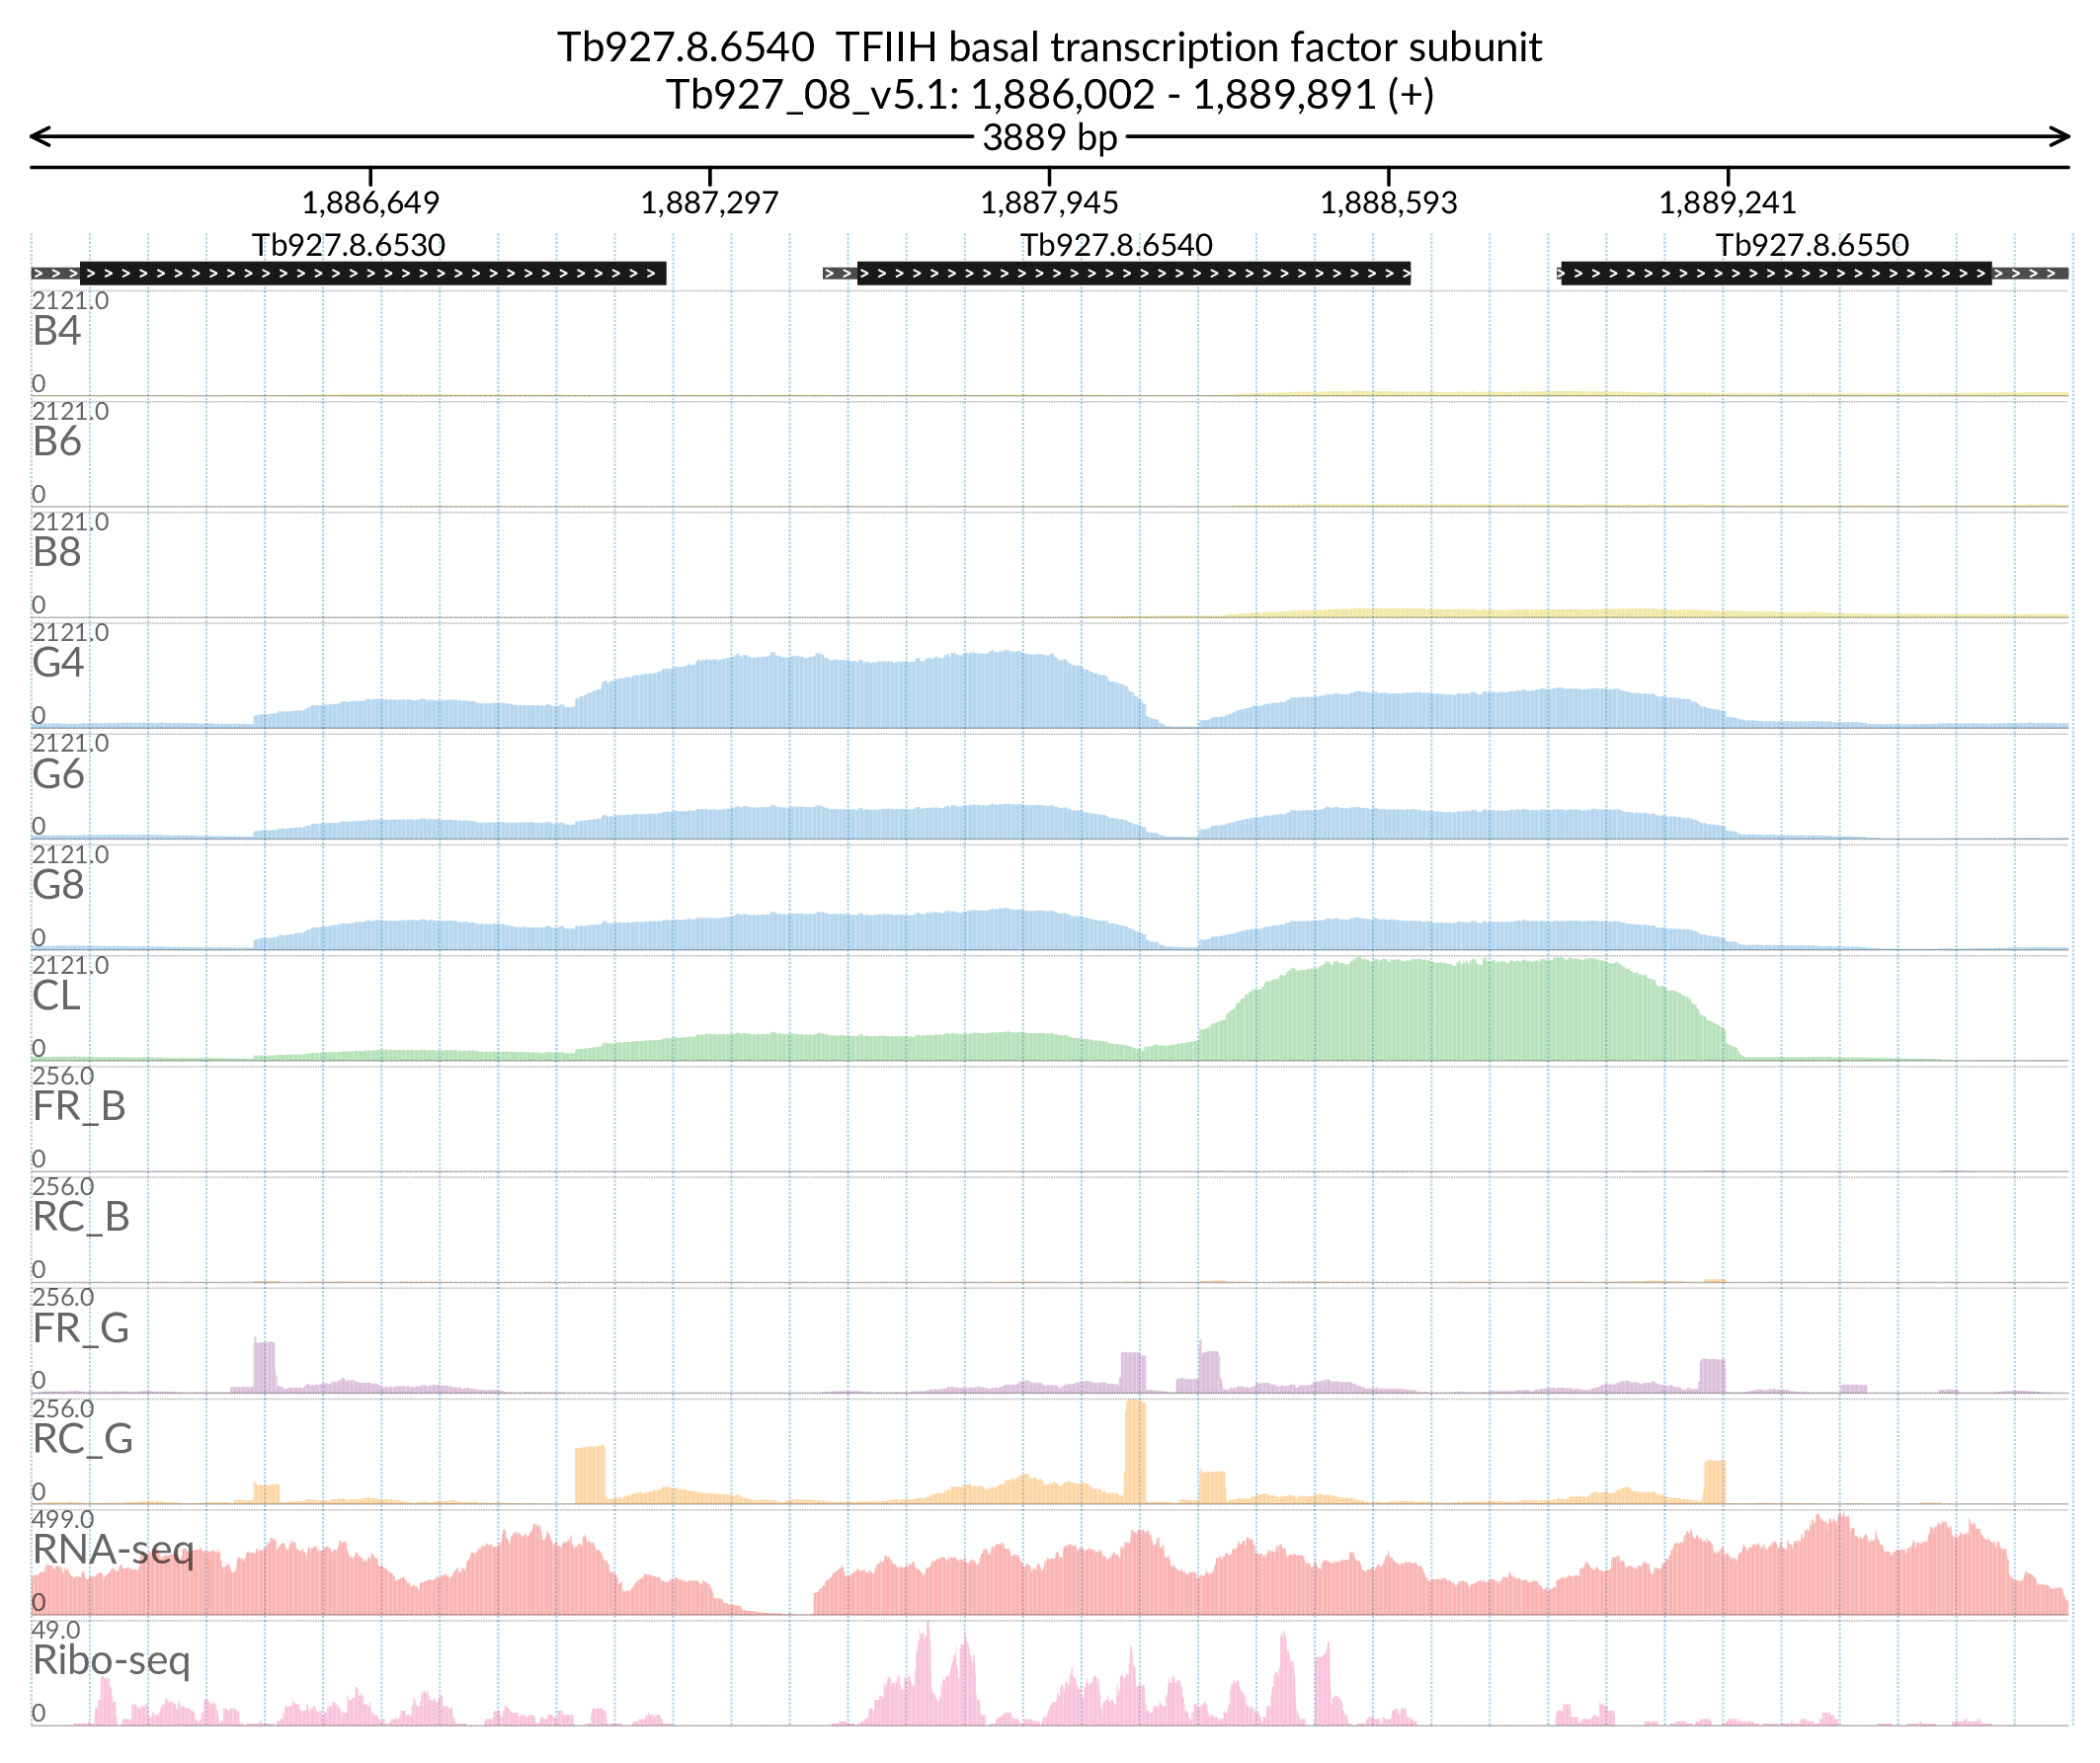 Tb927.8.6540 TFIIH basal transcription factor subunit
Tb927_08_v5.1: 1,886,002 - 1,889,891 (+)
3889 bp
1,886,649 1,887,297 1,887,945 1,888,593 1,889,241
Tb927.8.6530 Tb927.8.6540 Tb927.8.6550
2121.0
B4
0
2121.0
B6
0
2121.0
B8
0
2121.0
G4
0
2121.0
G6
0
2121.0
G8
0
2121.0
CL
0
256.0
FR_B
0
256.0
RC_B
0
256.0
FR_G
0
256.0
RC_G
0
499.0
RNA-seq
0
49.0
Ribo-seq
0